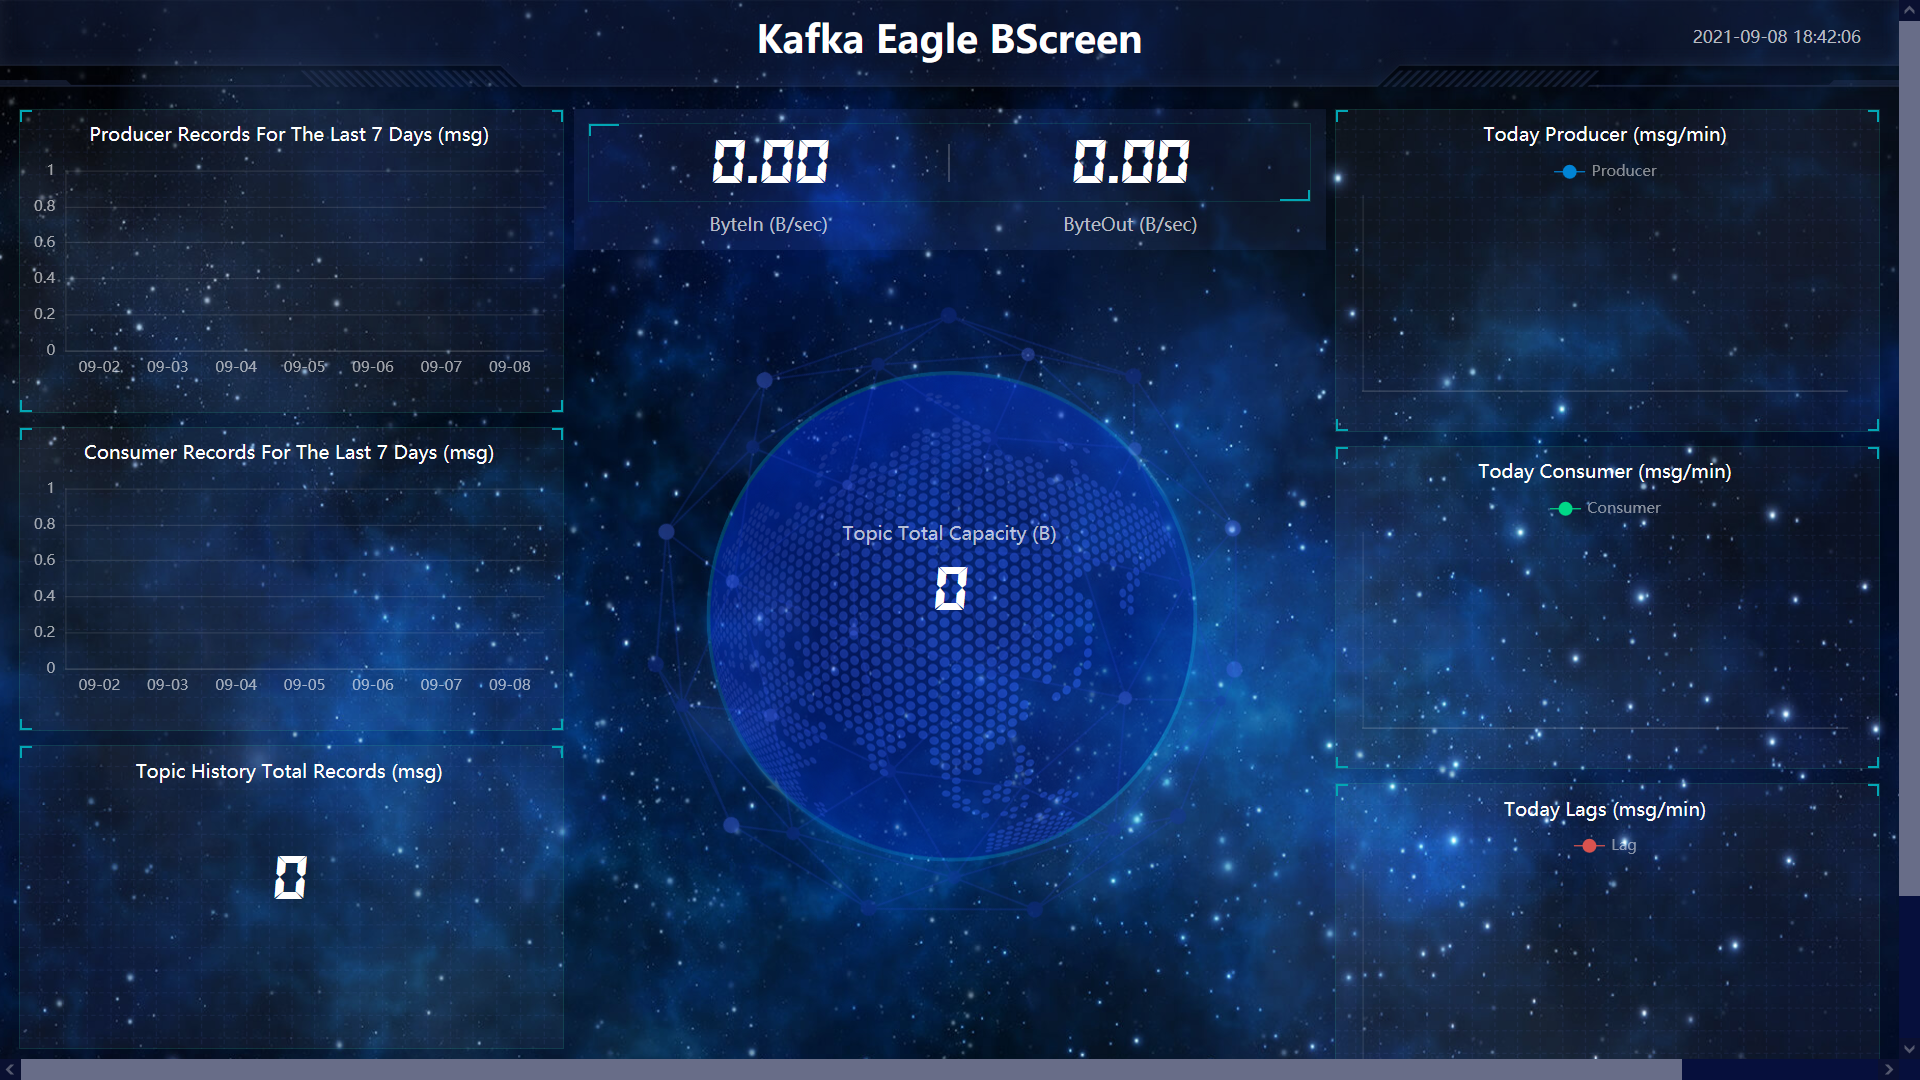 Kafka Eagle BScreen
2021-09-08 18:42:06
Producer Records For The Last 7 Days (msg)
1
0.8
0.6
0.4
0.2
0
09-02 09-03 09-04 09-05 09-06 09-07 09-08
Consumer Records For The Last 7 Days (msg)
1
0.8
0.6
0.4
0.2
0
09-02 09-03 09-04 09-05 09-06 09-07 09-08
Topic History Total Records (msg)
0
0.00 0.00
ByteIn (B/sec) ByteOut (B/sec)
Topic Total Capacity (B)
0
Today Producer (msg/min)
Producer
Today Consumer (msg/min)
Consumer
Today Lags (msg/min)
Lag